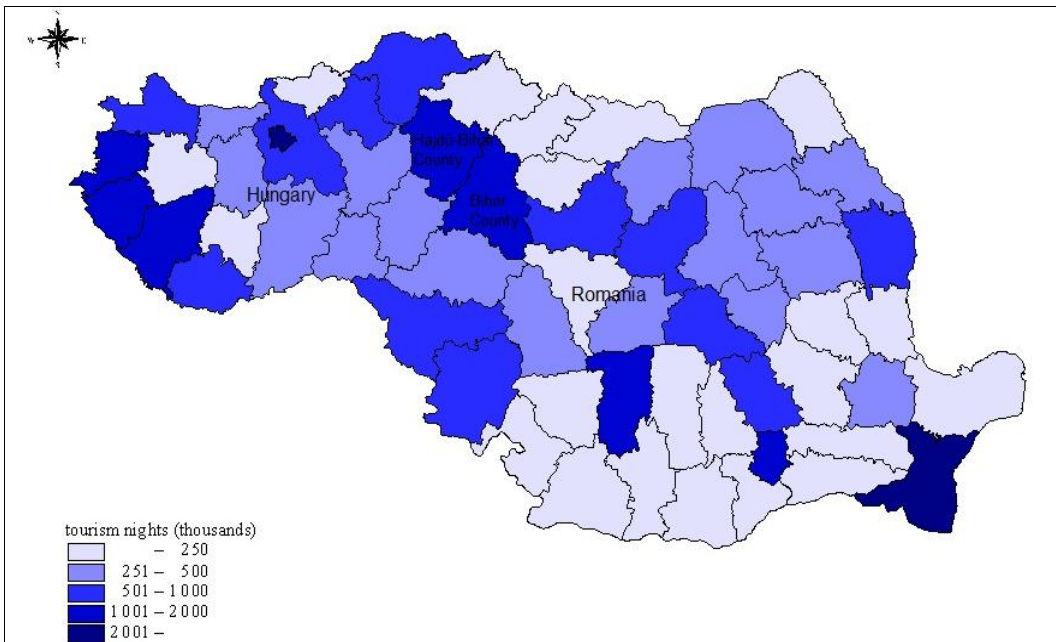 N
W
E
S
Hajdú-Bihar
County
Hungary
Bihor
County
Romania
tourism nights (thousands)
– 250
251 – 500
501 – 1 000
1 001 – 2 000
2 001 –